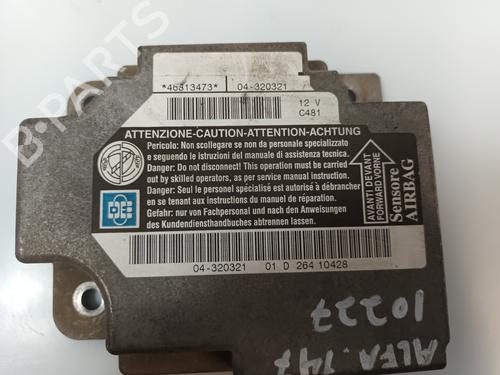 *46813473*
04-320321
12 V
C481
ATTENZIONE-CAUTION-ATTENTION-ACHTUNG
Pericolo: Non scollegare se non da personale specializzato
e seguendo le istruzioni del manuale di assistenza tecnica.
Danger: Do not disconnect! This operation must be carried
out by skilled operators, as per service manual instruction.
Danger: Seul le personel spécialisé est autorisé à débrancher
en se tenant aux instructions du manuale de réparation.
Gefahr: nur von Fachpersonal und nach den Anweisungen
des Kundendiensthandbuches abtrennen lassen.
AVANTI DEVANT
FORWARD VORNE
Sensore
AIRBAG
04-320321 01 D 264 10428
10227
ALFA 147
B-PARTS